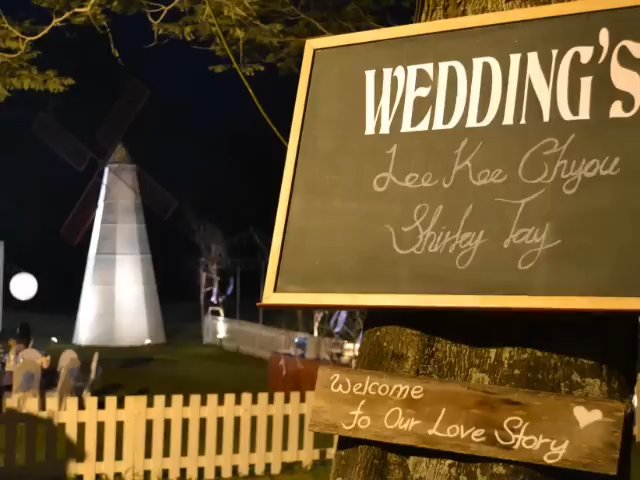 WEDDING'S
Lee Kee Chyou
Shirley Tay
Welcome
to Our Love Story